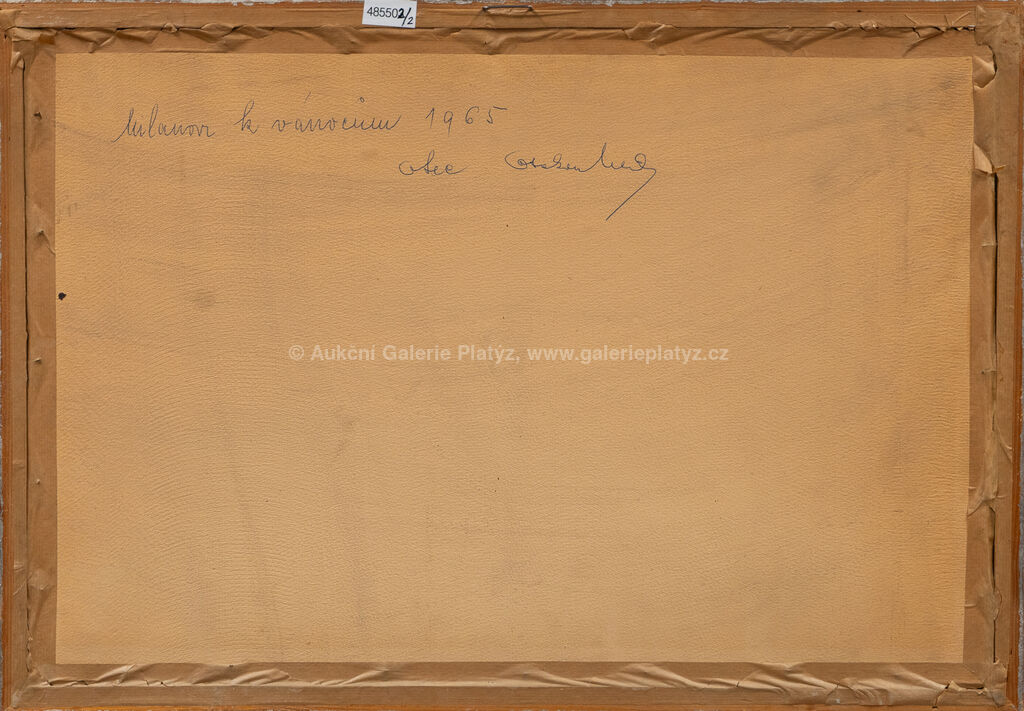 485502/2
Milanovi k vánocům 1965
otec
© Aukční Galerie Platýz, www.galerieplatyz.cz